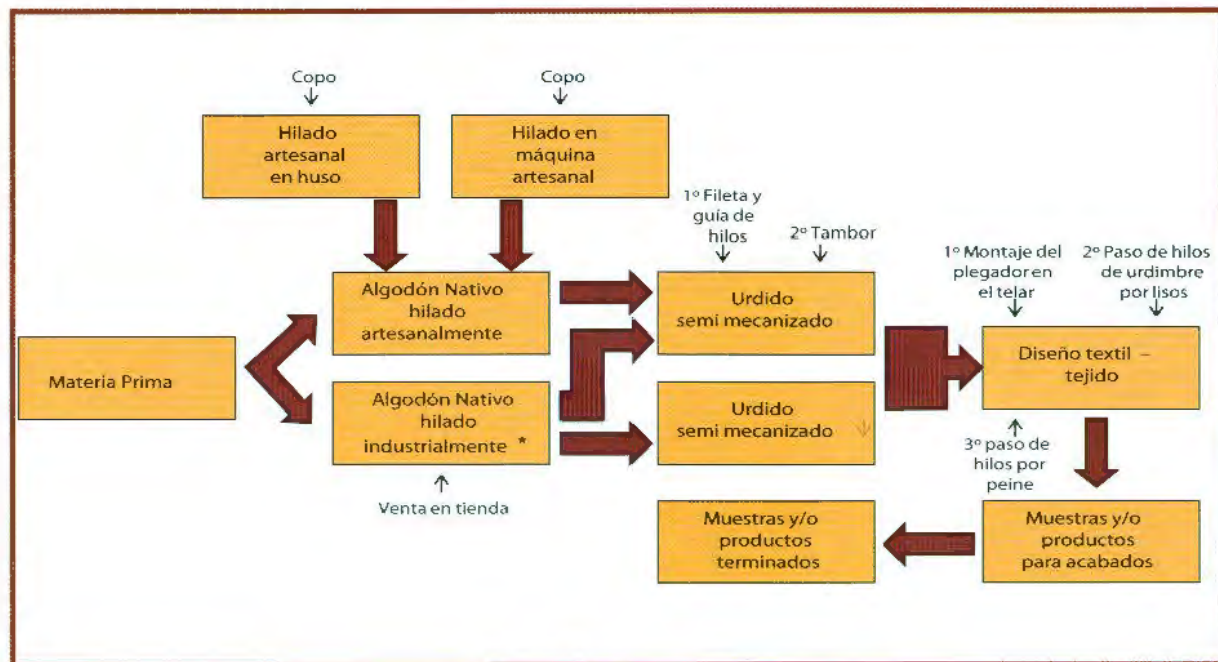 Copo
Copo
Hilado
artesanal
en huso
Hilado en
máquina
artesanal
1º Fileta y
guía de
hilos
2º Tambor
1º Montaje del
plegador en
el telar
2º Paso de hilos
de urdimbre
por lisos
Algodón Nativo
hilado
artesanalmente
Urdido
semi mecanizado
Materia Prima
Diseño textil –
tejido
Algodón Nativo
hilado
industrialmente *
Urdido
semi mecanizado
3º paso de
hilos por
peine
Venta en tienda
Muestras y/o
productos
terminados
Muestras y/o
productos
para acabados